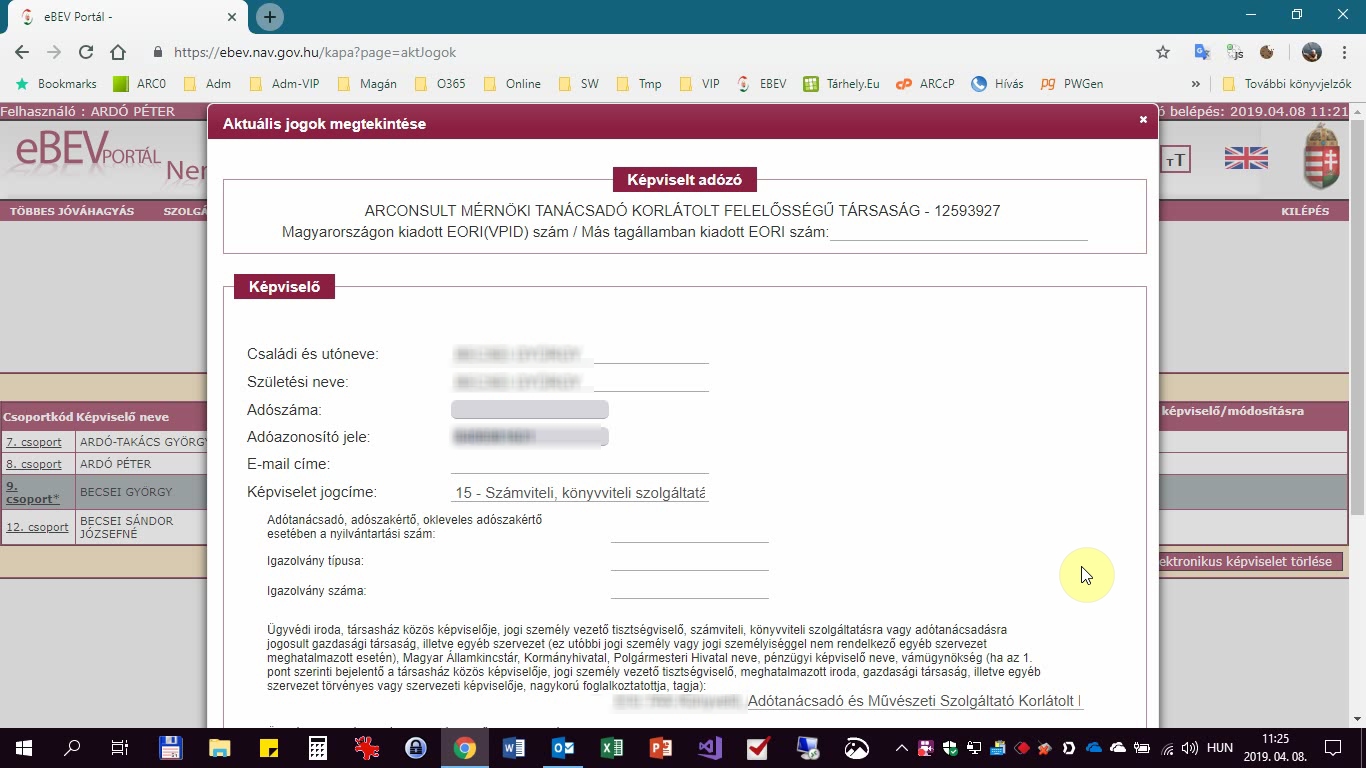 eBEV Portál -
https://ebev.nav.gov.hu/kapa?page=aktJogok
Bookmarks ARC0 Adm Adm-VIP Magán O365 Online SW Tmp VIP EBEV Tárhely.Eu ARCcP Hívás PWGen » További könyvjelzők
Felhasználó : ARDÓ PÉTER
ó belépés: 2019.04.08 11:21
Aktuális jogok megtekintése
eBEV PORTÁL
Ner
TT
TÖBBES JÓVÁHAGYÁS SZOLGÁ
KILÉPÉS
Képviselt adózó
ARCONSULT MÉRNÖKI TANÁCSADÓ KORLÁTOLT FELELŐSSÉGŰ TÁRSASÁG - 12593927
Magyarországon kiadott EORI(VPID) szám / Más tagállamban kiadott EORI szám:
Képviselő
Családi és utóneve:
Születési neve:
Adószáma:
Adóazonosító jele:
E-mail címe:
Képviselet jogcíme: 15 - Számviteli, könyvviteli szolgáltatá
Adótanácsadó, adószakértő, okleveles adószakértő
esetében a nyilvántartási szám:
Igazolvány típusa:
Igazolvány száma:
Ügyvédi iroda, társasház közös képviselője, jogi személy vezető tisztségviselő, számviteli, könyvviteli szolgáltatásra vagy adótanácsadásra
jogosult gazdasági társaság, illetve egyéb szervezet (ez utóbbi jogi személy vagy jogi személyiséggel nem rendelkező egyéb szervezet
meghatalmazott esetén), Magyar Államkincstár, Kormányhivatal, Polgármesteri Hivatal neve, pénzügyi képviselő neve, vámügynökség (ha az 1.
pont szerinti bejelentő a társasház közös képviselője, jogi személy vezető tisztségviselő, meghatalmazott iroda, gazdasági társaság, illetve egyéb
szervezet törvényes vagy szervezeti képviselője, nagykorú foglalkoztatottja, tagja):
Adótanácsadó és Művészeti Szolgáltató Korlátolt
Csoportkód Képviselő neve
7. csoport ARDÓ-TAKÁCS GYÖRGY
8. csoport ARDÓ PÉTER
9.
csoport* BECSEI GYÖRGY
12. csoport BECSEI SÁNDOR
JÓZSEFNÉ
képviselő/módosításra
ektronikus képviselet törlése
HUN
11:25
2019. 04. 08.